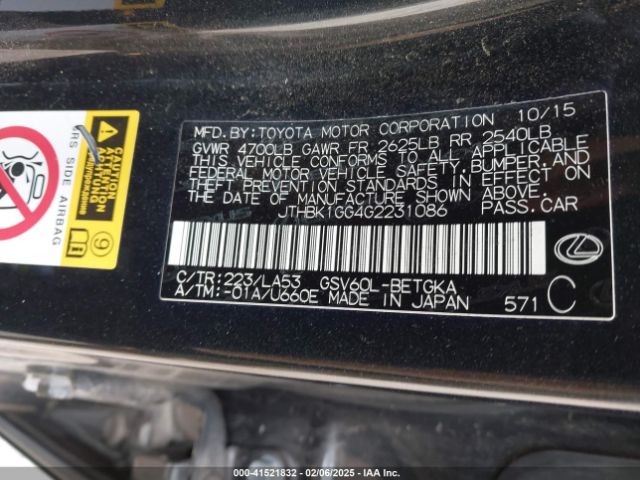 MFD.BY:TOYOTA MOTOR CORPORATION 10/15
GVWR 4700LB GAWR FR 2625LB RR 2540LB
THIS VEHICLE CONFORMS TO ALL APPLICABLE
FEDERAL MOTOR VEHICLE SAFETY,BUMPER,AND
THEFT PREVENTION STANDARDS IN EFFECT ON
THE DATE OF MANUFACTURE SHOWN ABOVE.
JTHBK1GG4G2231086 PASS.CAR
C/TR:223/LA53 GSV60L-BETGKA
A/TM:-01A/U660E MADE IN JAPAN 571 C
SRS SIDE AIRBAG
9
000-41521832 - 02/06/2025 - Copyright IAA, LLC.